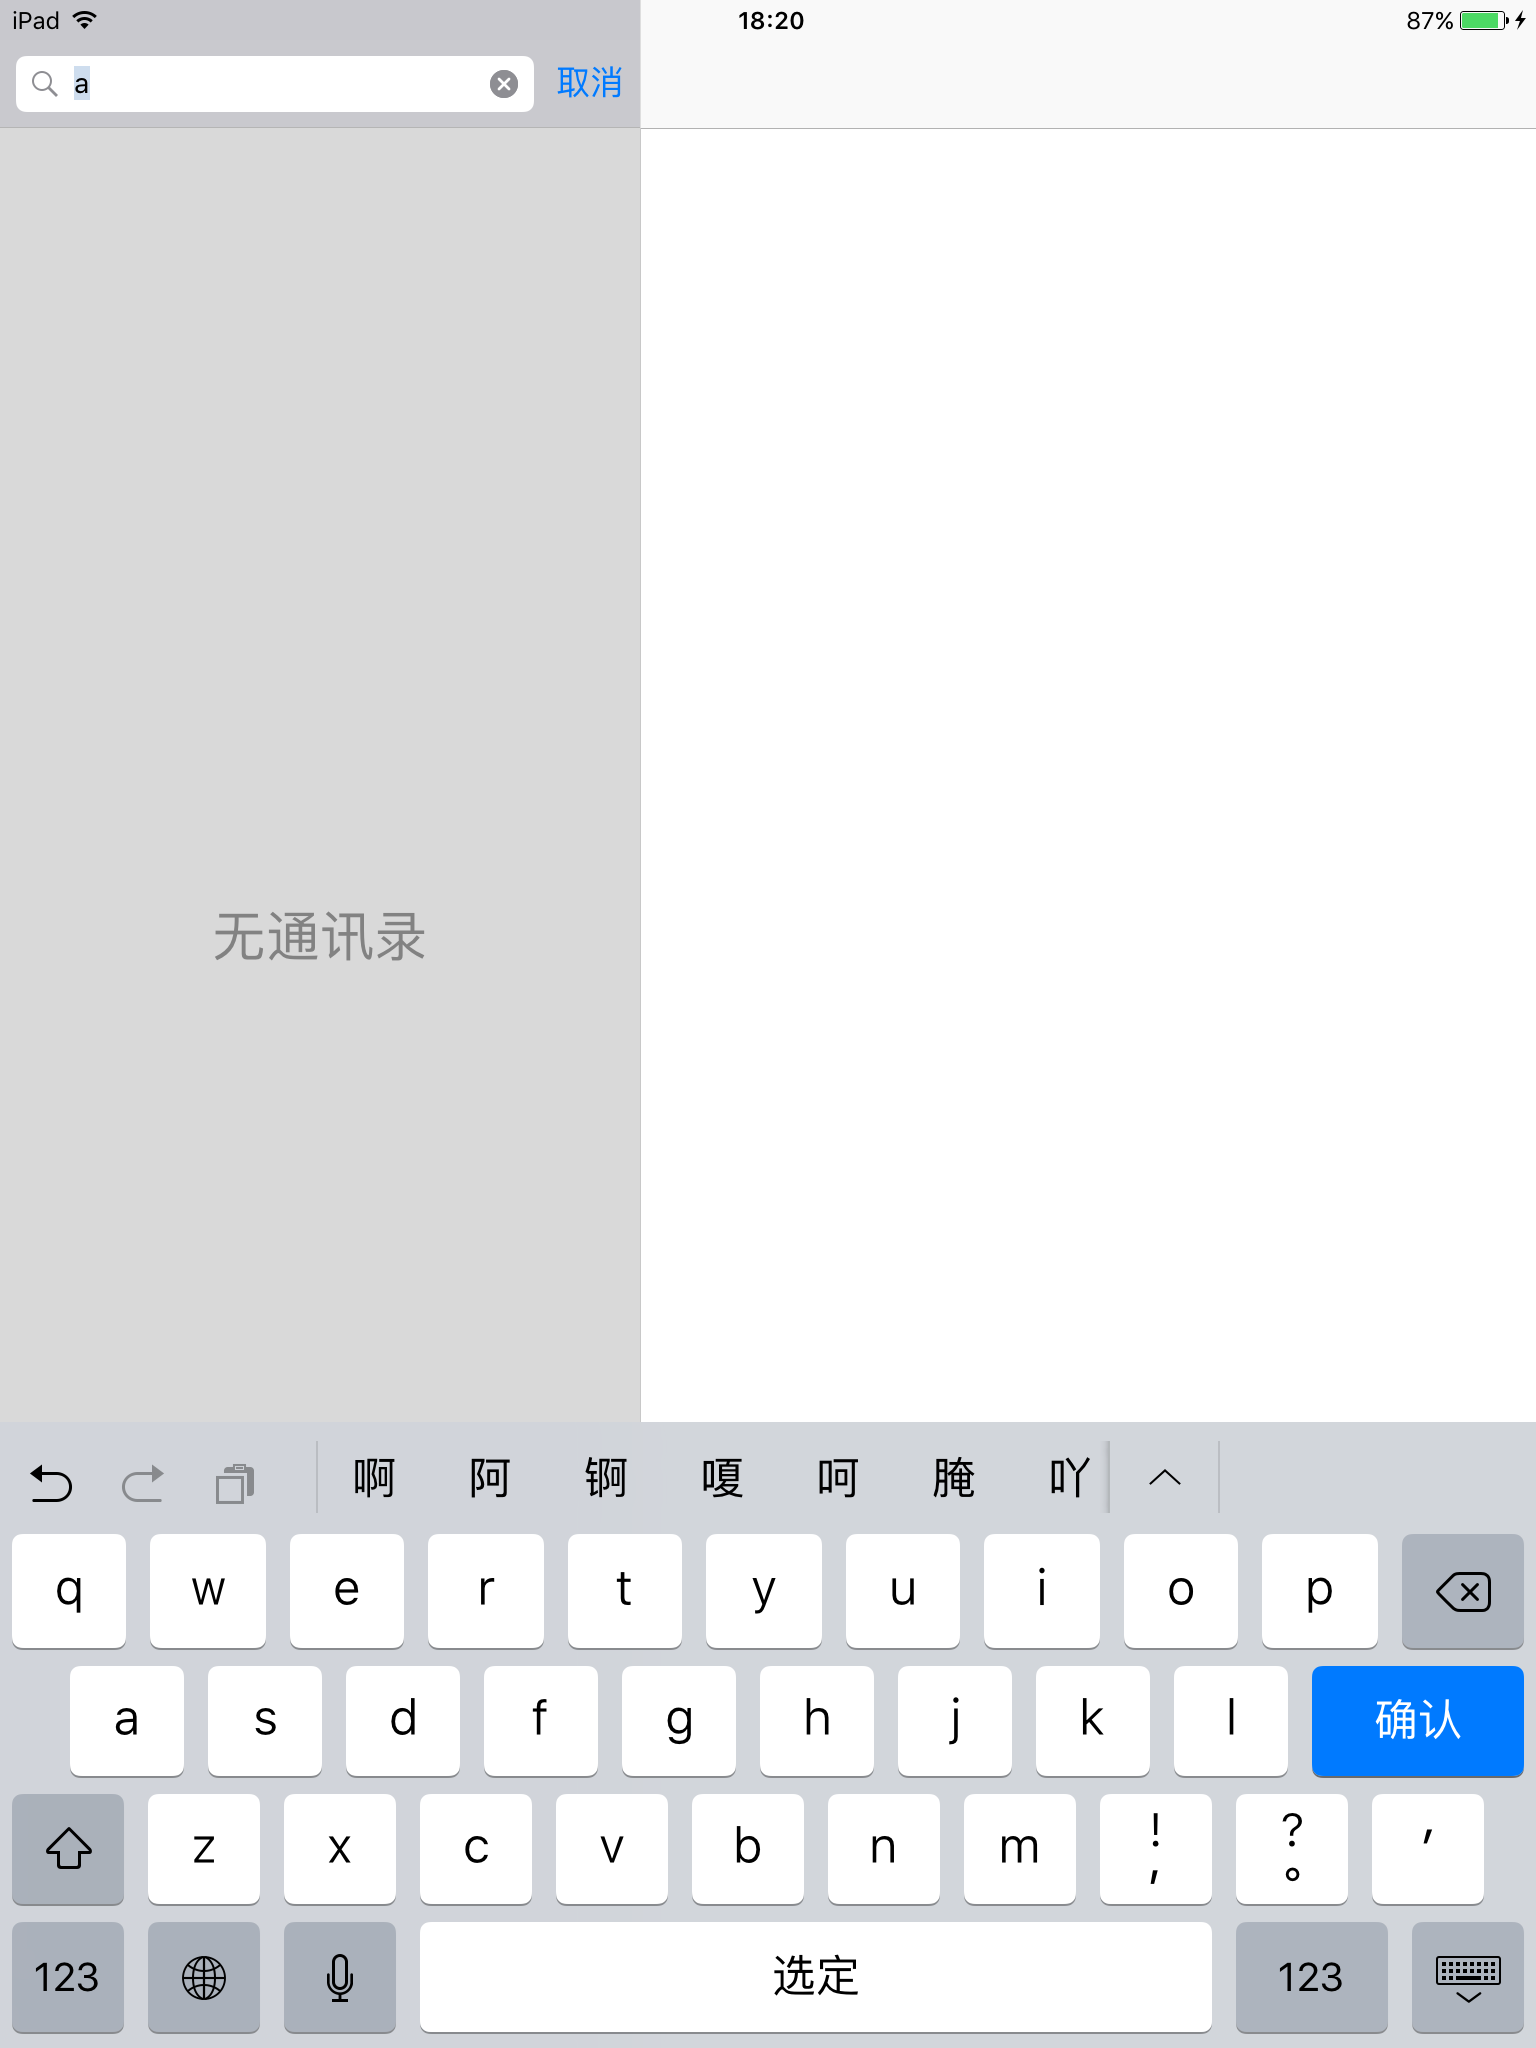 iPad 18:20 87%
a 取消
无通讯录
啊 阿 锕 嗄 呵 腌 吖
q w e r t y u i o p
a s d f g h j k l 确认
z x c v b n m ! , ? 。 ′
123 选定 123